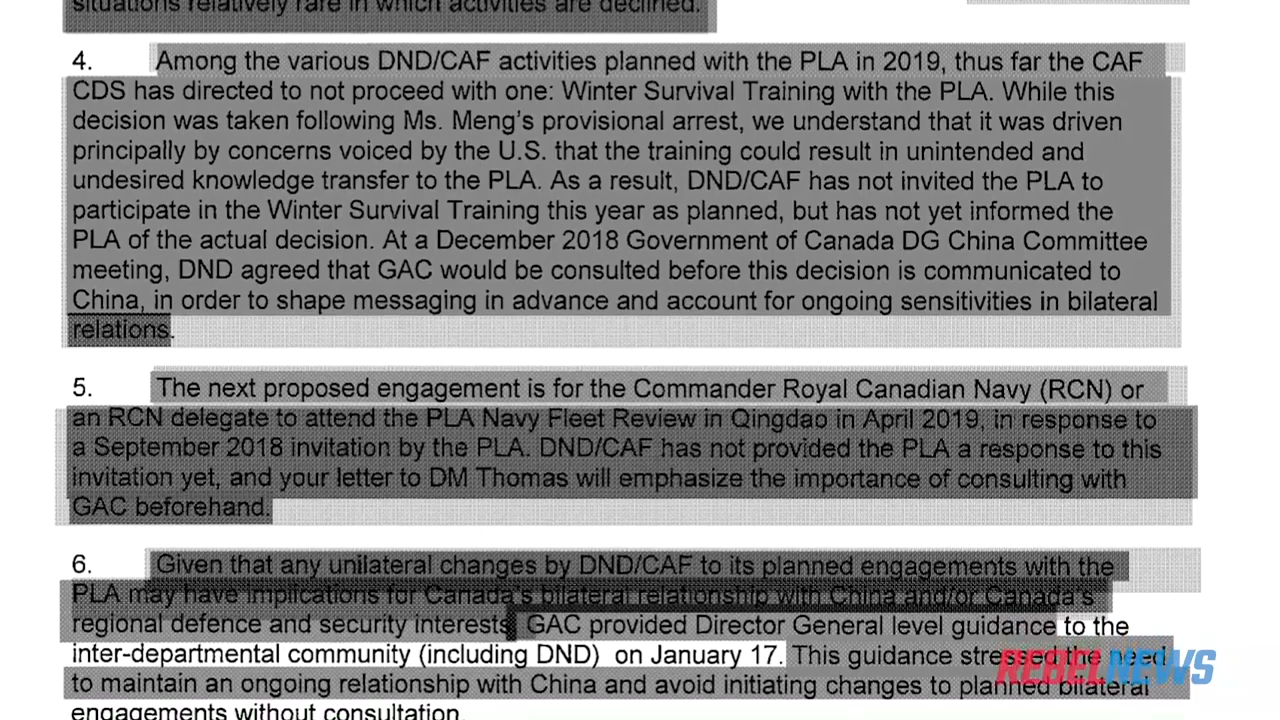 situations relatively rare in which activities are declined.
4. Among the various DND/CAF activities planned with the PLA in 2019, thus far the CAF
CDS has directed to not proceed with one: Winter Survival Training with the PLA. While this
decision was taken following Ms. Meng's provisional arrest, we understand that it was driven
principally by concerns voiced by the U.S. that the training could result in unintended and
undesired knowledge transfer to the PLA. As a result, DND/CAF has not invited the PLA to
participate in the Winter Survival Training this year as planned, but has not yet informed the
PLA of the actual decision. At a December 2018 Government of Canada DG China Committee
meeting, DND agreed that GAC would be consulted before this decision is communicated to
China, in order to shape messaging in advance and account for ongoing sensitivities in bilateral
relations.
5. The next proposed engagement is for the Commander Royal Canadian Navy (RCN) or
an RCN delegate to attend the PLA Navy Fleet Review in Qingdao in April 2019, in response to
a September 2018 invitation by the PLA. DND/CAF has not provided the PLA a response to this
invitation yet, and your letter to DM Thomas will emphasize the importance of consulting with
GAC beforehand.
6. Given that any unilateral changes by DND/CAF to its planned engagements with the
PLA may have implications for Canada's bilateral relationship with China and/or Canada's
regional defence and security interests, GAC provided Director General level guidance to the
inter-departmental community (including DND) on January 17. This guidance stressed the need
to maintain an ongoing relationship with China and avoid initiating changes to planned bilateral
engagements without consultation.
REBELNEWS